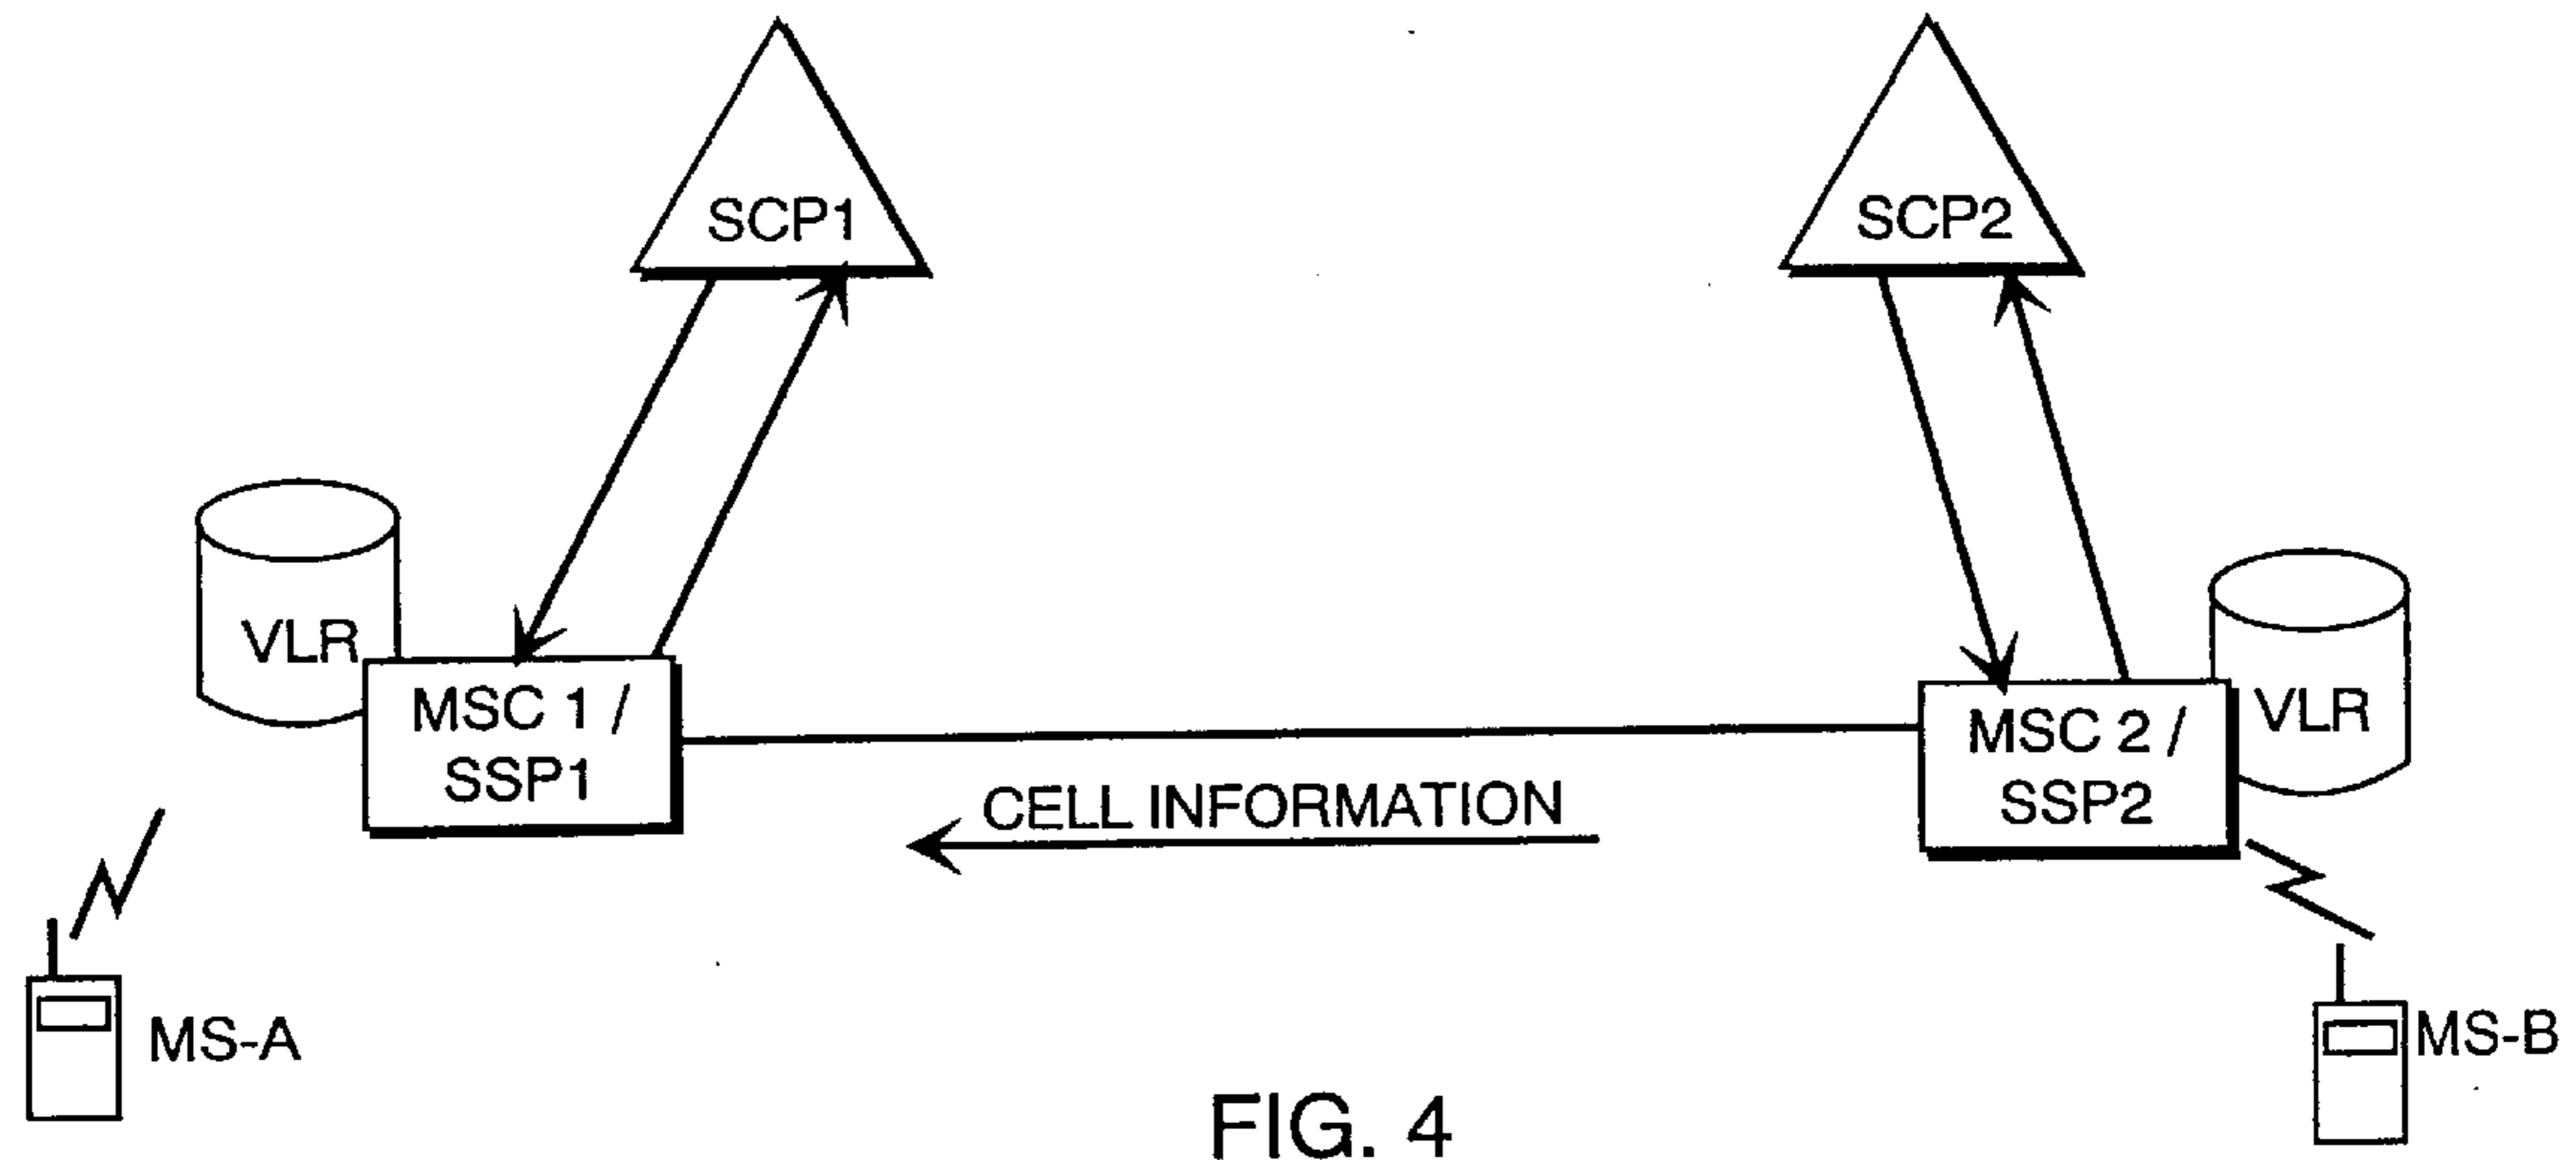 SCP1
SCP2
VLR
MSC 1 /
SSP1
MSC 2 /
SSP2
VLR
CELL INFORMATION
MS-A
MS-B
FIG. 4